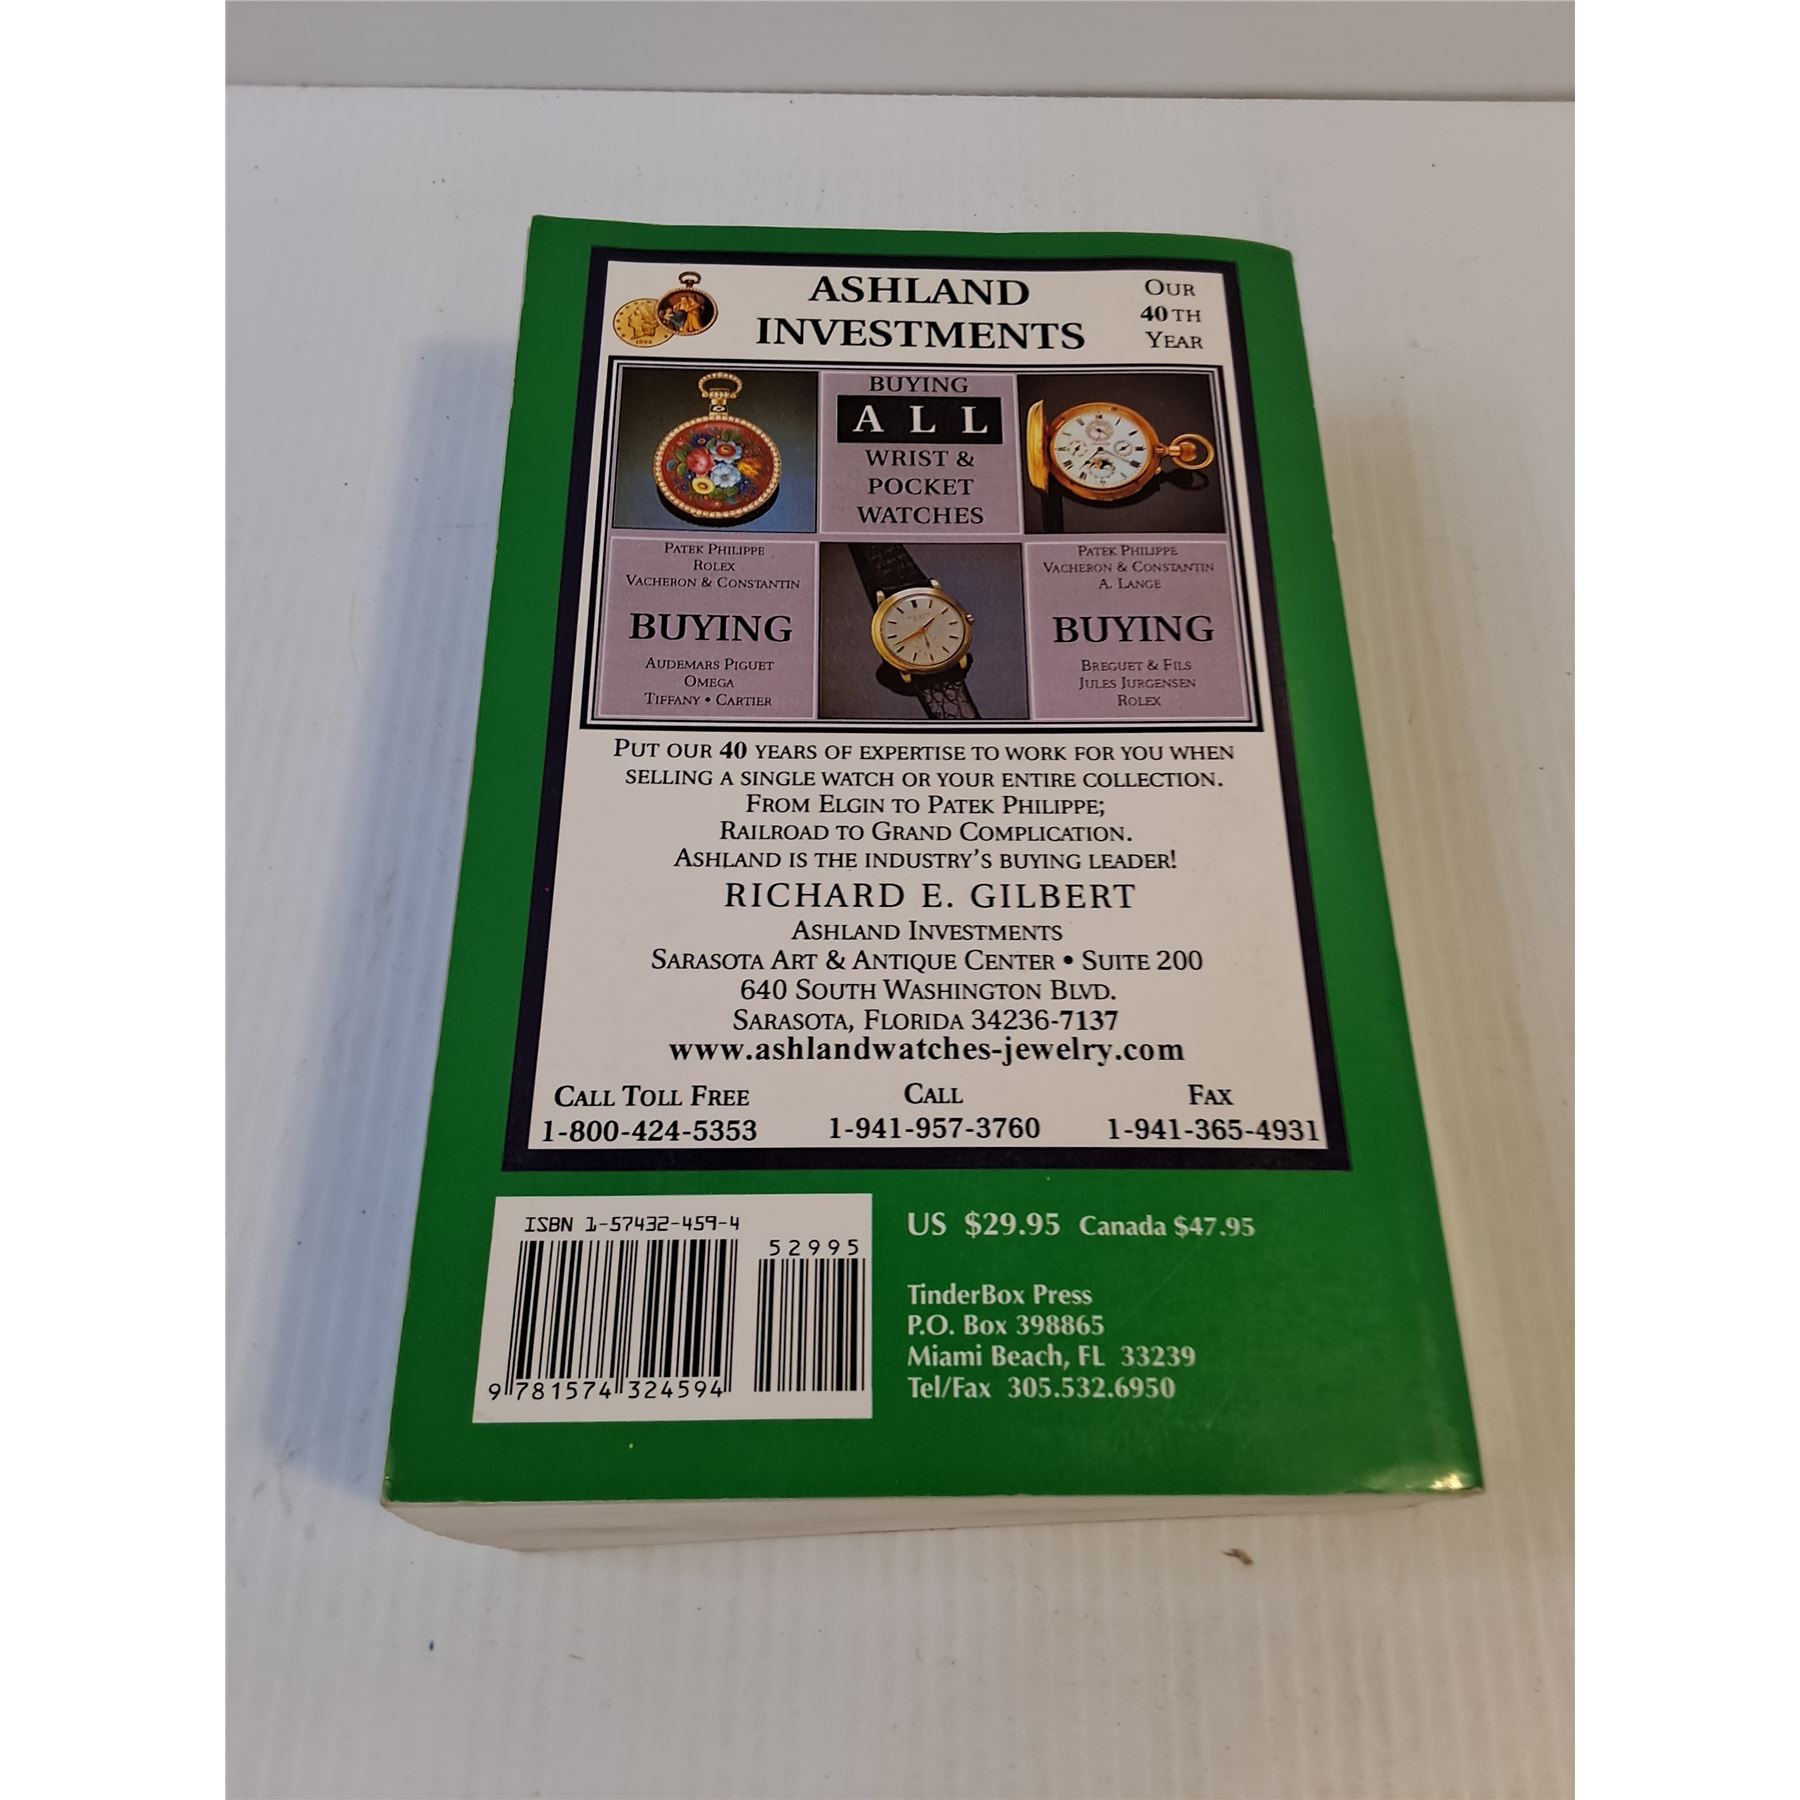 ASHLAND
INVESTMENTS
OUR
40TH
YEAR
BUYING
ALL
WRIST &
POCKET
WATCHES
PATEK PHILIPPE
ROLEX
VACHERON & CONSTANTIN
BUYING
AUDEMARS PIGUET
OMEGA
TIFFANY • CARTIER
PATEK PHILIPPE
VACHERON & CONSTANTIN
A. LANGE
BUYING
BREGUET & FILS
JULES JURGENSEN
ROLEX
PUT OUR 40 YEARS OF EXPERTISE TO WORK FOR YOU WHEN
SELLING A SINGLE WATCH OR YOUR ENTIRE COLLECTION.
FROM ELGIN TO PATEK PHILIPPE;
RAILROAD TO GRAND COMPLICATION.
ASHLAND IS THE INDUSTRY'S BUYING LEADER!
RICHARD E. GILBERT
ASHLAND INVESTMENTS
SARASOTA ART & ANTIQUE CENTER • SUITE 200
640 SOUTH WASHINGTON BLVD.
SARASOTA, FLORIDA 34236-7137
www.ashlandwatches-jewelry.com
CALL TOLL FREE
1-800-424-5353
CALL
1-941-957-3760
FAX
1-941-365-4931
ISBN 1-57432-459-4
52995
9 781574 324594
US $29.95 Canada $47.95
TinderBox Press
P.O. Box 398865
Miami Beach, FL 33239
Tel/Fax 305.532.6950